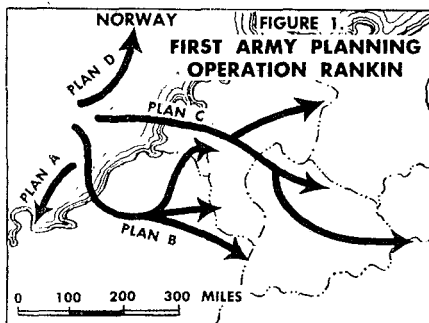 NORWAY
FIGURE 1.
FIRST ARMY PLANNING
OPERATION RANKIN
PLAN D
PLAN C
PLAN A
PLAN B
0 100 200 300 MILES